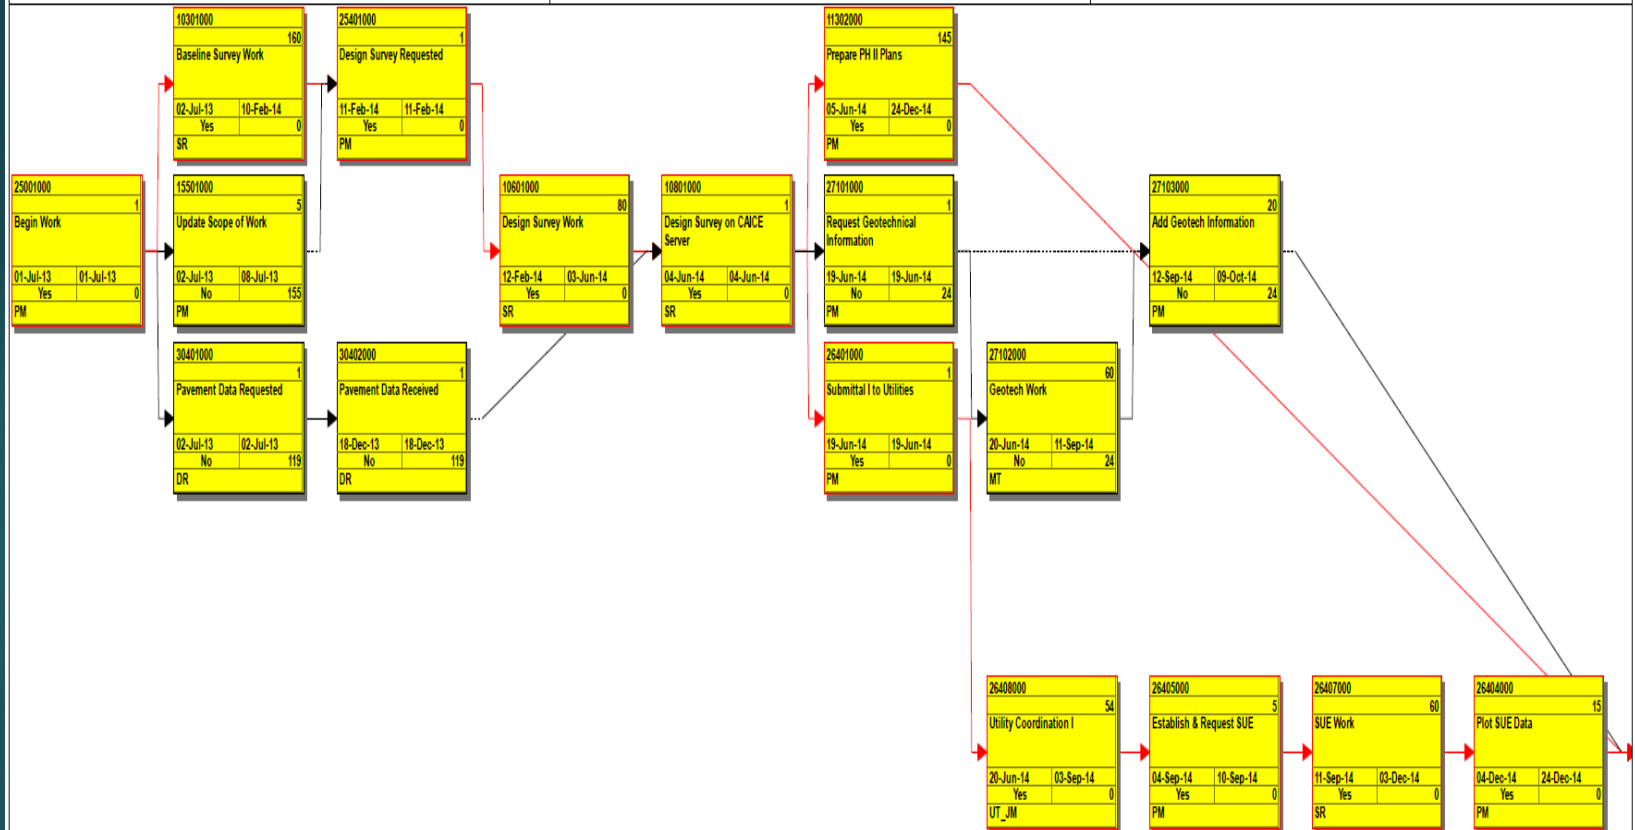 10301000
160
Baseline Survey Work
02-Jul-13 10-Feb-14
Yes 0
SR
25401000
1
Design Survey Requested
11-Feb-14 11-Feb-14
Yes 0
PM
11302000
145
Prepare PH II Plans
05-Jun-14 24-Dec-14
Yes 0
PM
25001000
1
Begin Work
01-Jul-13 01-Jul-13
Yes 0
PM
15501000
5
Update Scope of Work
02-Jul-13 08-Jul-13
No 155
PM
10601000
80
Design Survey Work
12-Feb-14 03-Jun-14
Yes 0
SR
10801000
1
Design Survey on CAICE
Server
04-Jun-14 04-Jun-14
Yes 0
SR
27101000
1
Request Geotechnical
Information
19-Jun-14 19-Jun-14
No 24
PM
27103000
20
Add Geotech Information
12-Sep-14 09-Oct-14
No 24
PM
30401000
1
Pavement Data Requested
02-Jul-13 02-Jul-13
No 119
DR
30402000
1
Pavement Data Received
18-Dec-13 18-Dec-13
No 119
DR
26401000
1
Submittal I to Utilities
19-Jun-14 19-Jun-14
Yes 0
PM
27102000
60
Geotech Work
20-Jun-14 11-Sep-14
No 24
MT
26408000
54
Utility Coordination I
20-Jun-14 03-Sep-14
Yes 0
UT_JM
26405000
5
Establish & Request SUE
04-Sep-14 10-Sep-14
Yes 0
PM
26407000
60
SUE Work
11-Sep-14 03-Dec-14
Yes 0
SR
26404000
15
Plot SUE Data
04-Dec-14 24-Dec-14
Yes 0
PM